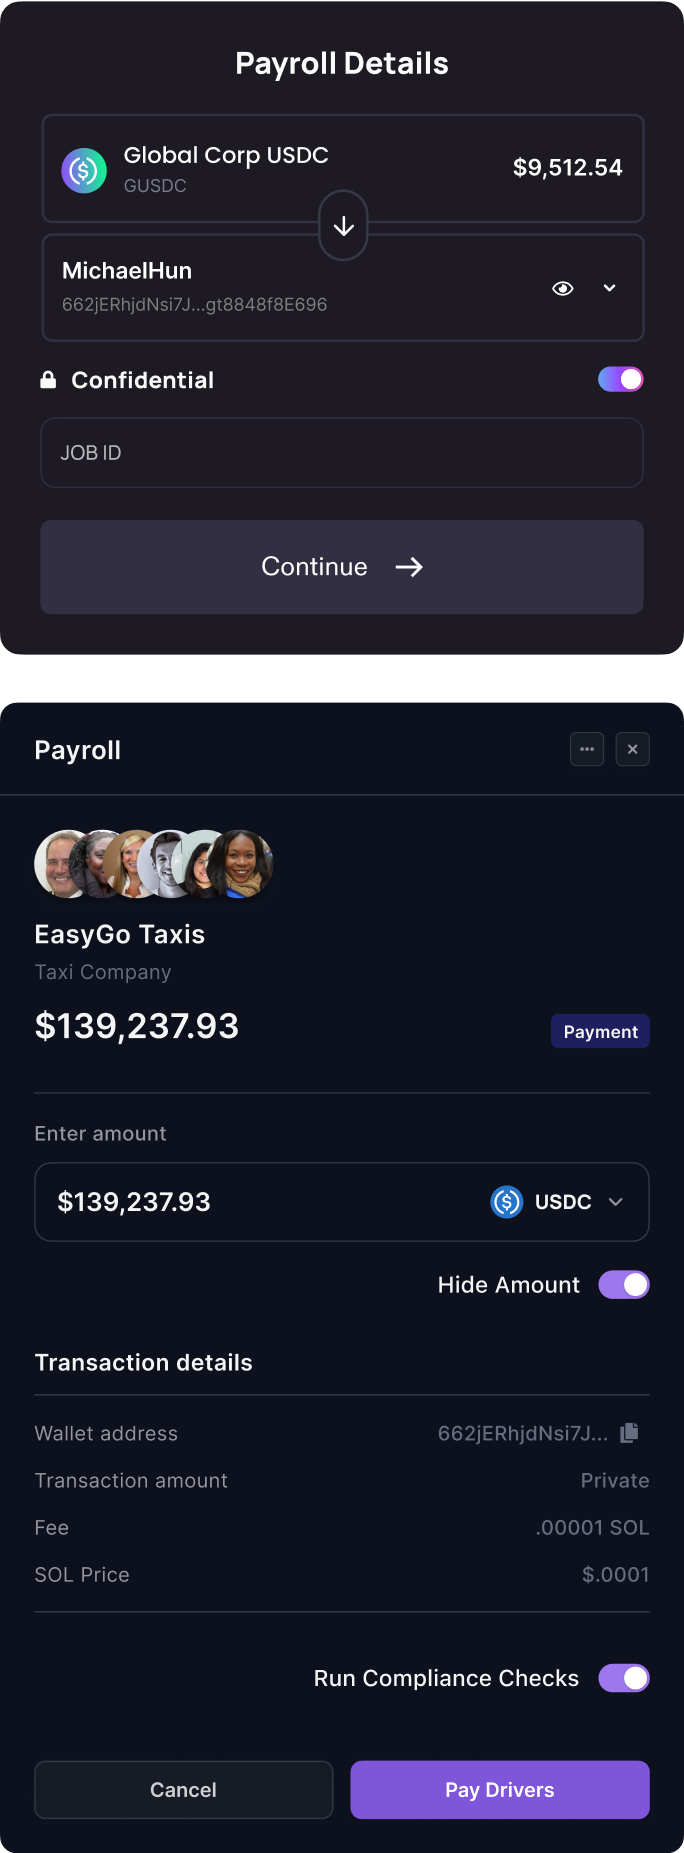 Payroll Details
Global Corp USDC
GUSDC
$9,512.54
MichaelHun
662jERhjdNsi7J...gt8848f8E696
Confidential
JOB ID
Continue
Payroll
EasyGo Taxis
Taxi Company
$139,237.93
Payment
Enter amount
$139,237.93 USDC
Hide Amount
Transaction details
Wallet address 662jERhjdNsi7J...
Transaction amount Private
Fee .00001 SOL
SOL Price $.0001
Run Compliance Checks
Cancel Pay Drivers